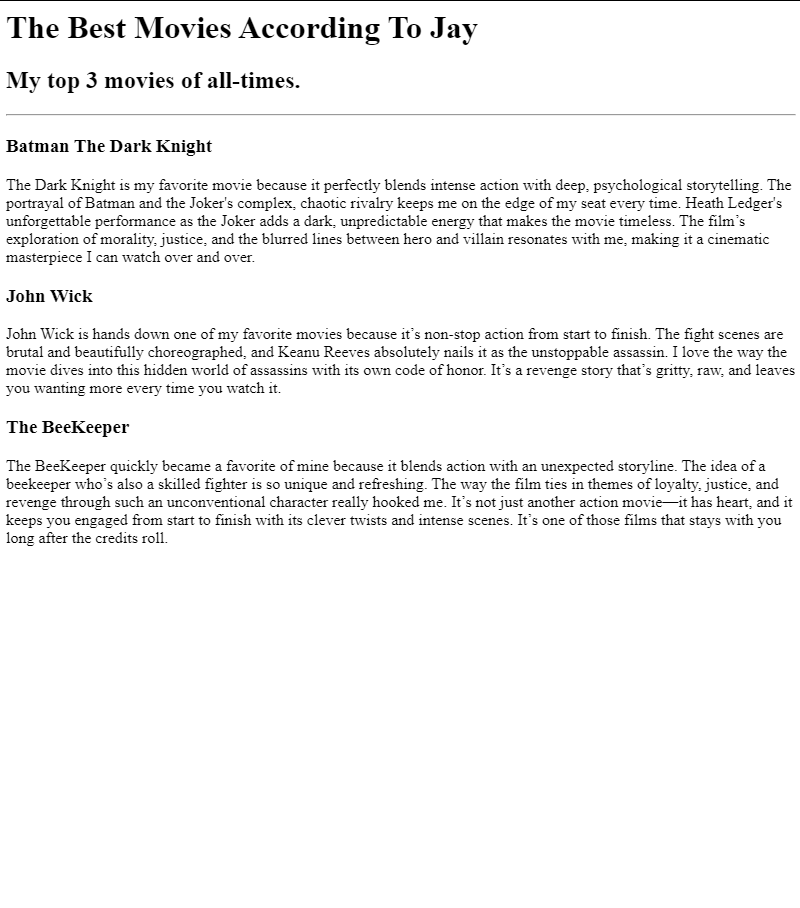 The Best Movies According To Jay
My top 3 movies of all-times.
Batman The Dark Knight
The Dark Knight is my favorite movie because it perfectly blends intense action with deep, psychological storytelling. The
portrayal of Batman and the Joker's complex, chaotic rivalry keeps me on the edge of my seat every time. Heath Ledger's
unforgettable performance as the Joker adds a dark, unpredictable energy that makes the movie timeless. The film’s
exploration of morality, justice, and the blurred lines between hero and villain resonates with me, making it a cinematic
masterpiece I can watch over and over.
John Wick
John Wick is hands down one of my favorite movies because it’s non-stop action from start to finish. The fight scenes are
brutal and beautifully choreographed, and Keanu Reeves absolutely nails it as the unstoppable assassin. I love the way the
movie dives into this hidden world of assassins with its own code of honor. It’s a revenge story that’s gritty, raw, and leaves
you wanting more every time you watch it.
The BeeKeeper
The BeeKeeper quickly became a favorite of mine because it blends action with an unexpected storyline. The idea of a
beekeeper who’s also a skilled fighter is so unique and refreshing. The way the film ties in themes of loyalty, justice, and
revenge through such an unconventional character really hooked me. It’s not just another action movie—it has heart, and it
keeps you engaged from start to finish with its clever twists and intense scenes. It’s one of those films that stays with you
long after the credits roll.